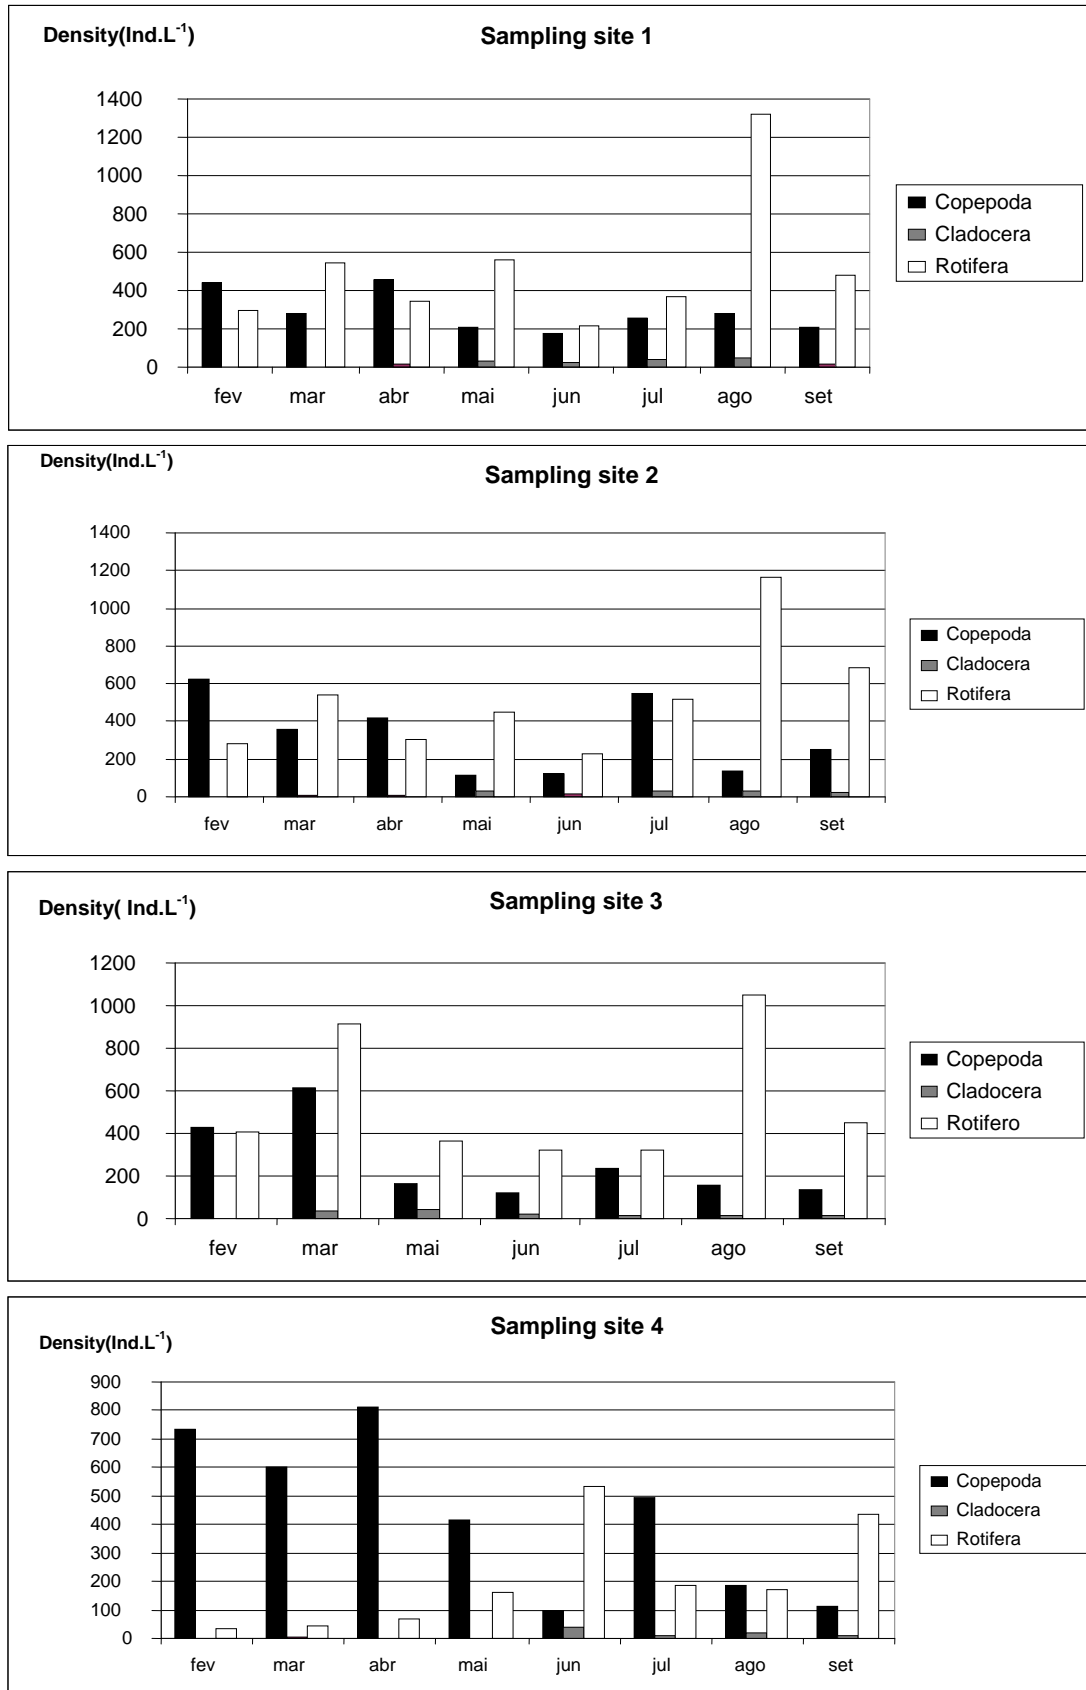 Density(Ind.L⁻¹)
Sampling site 1
1400
1200
1000
800
600
400
200
0
fev mar abr mai jun jul ago set
Copepoda
Cladocera
Rotifera
Density(Ind.L⁻¹)
Sampling site 2
1400
1200
1000
800
600
400
200
0
fev mar abr mai jun jul ago set
Copepoda
Cladocera
Rotifera
Density( Ind.L⁻¹)
Sampling site 3
1200
1000
800
600
400
200
0
fev mar mai jun jul ago set
Copepoda
Cladocera
Rotifero
Density(Ind.L⁻¹)
Sampling site 4
900
800
700
600
500
400
300
200
100
0
fev mar abr mai jun jul ago set
Copepoda
Cladocera
Rotifera